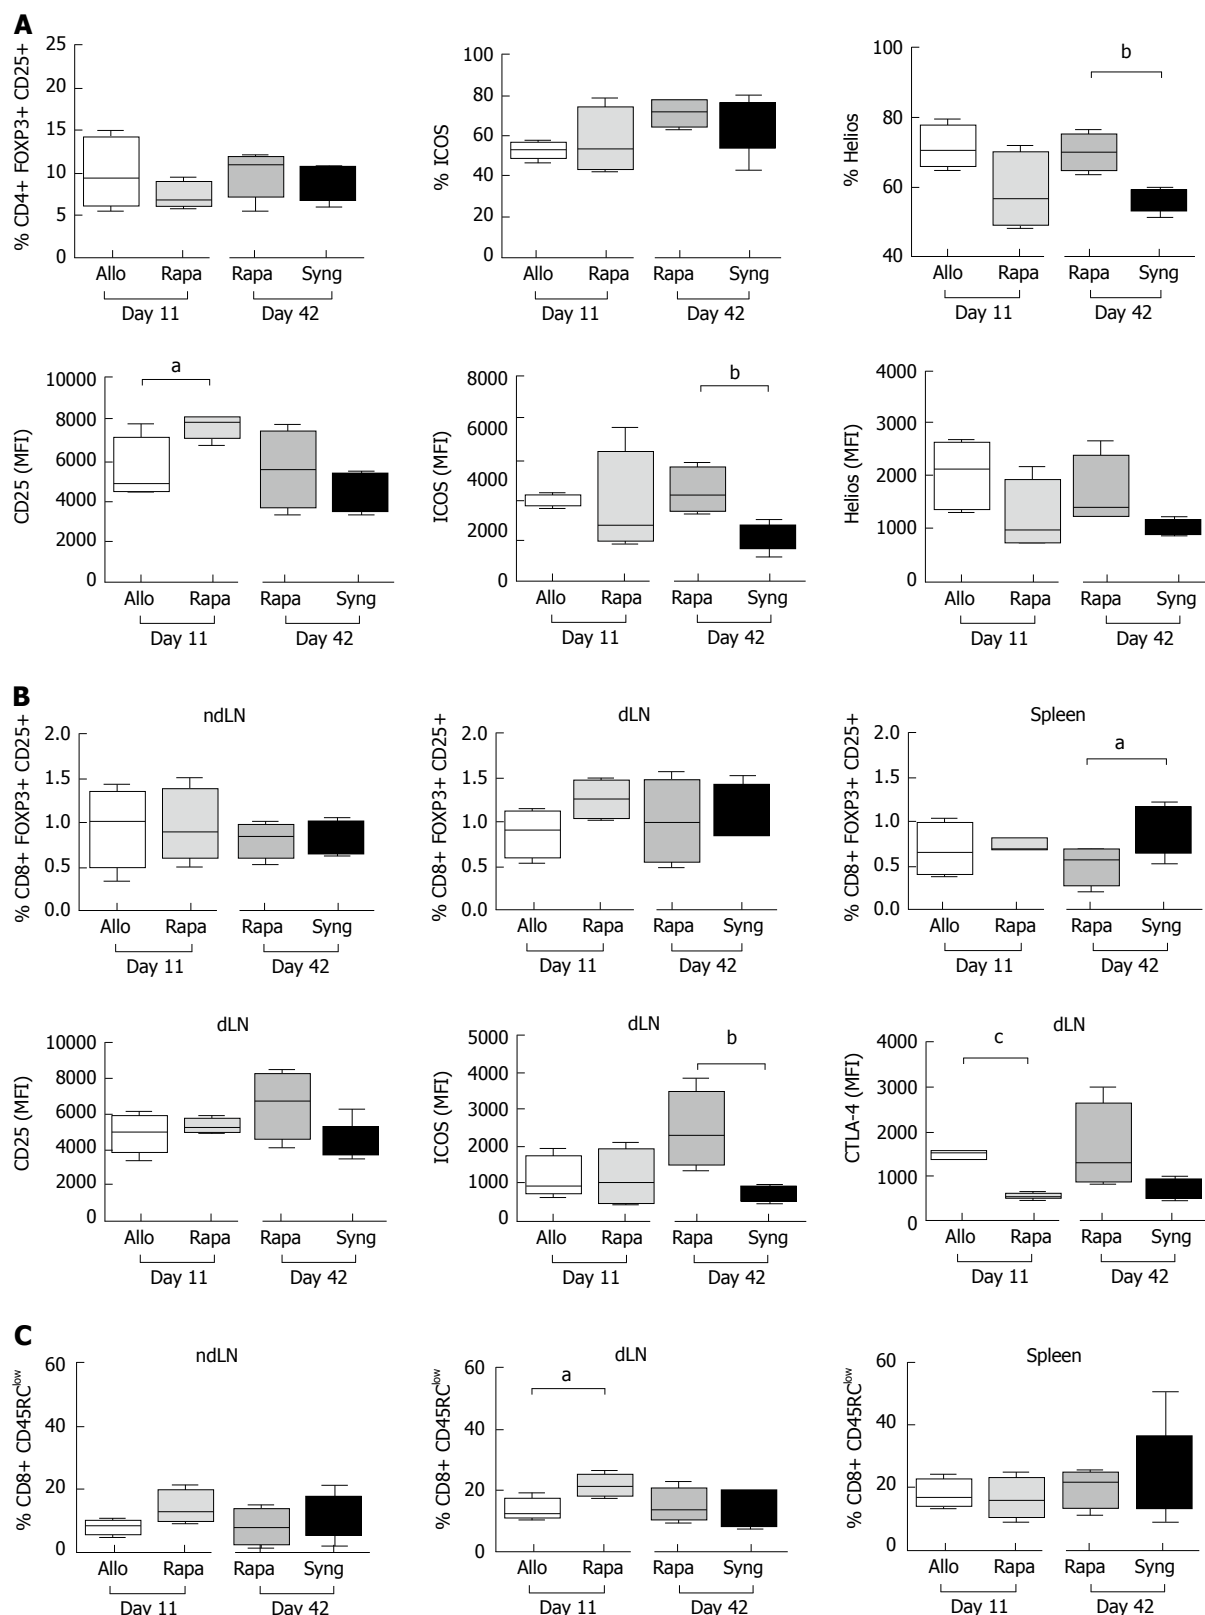 A
% CD4+ FOXP3+ CD25+
25
20
15
10
5
0
Allo Rapa Rapa Syng
Day 11 Day 42
% ICOS
100
80
60
40
20
0
Allo Rapa Rapa Syng
Day 11 Day 42
% Helios
100
80
60
40
b
Allo Rapa Rapa Syng
Day 11 Day 42
CD25 (MFI)
10000
8000
6000
4000
2000
0
a
Allo Rapa Rapa Syng
Day 11 Day 42
ICOS (MFI)
8000
6000
4000
2000
0
b
Allo Rapa Rapa Syng
Day 11 Day 42
Helios (MFI)
4000
3000
2000
1000
0
Allo Rapa Rapa Syng
Day 11 Day 42
B
ndLN
% CD8+ FOXP3+ CD25+
2.0
1.5
1.0
0.5
0.0
Allo Rapa Rapa Syng
Day 11 Day 42
dLN
% CD8+ FOXP3+ CD25+
2.0
1.5
1.0
0.5
0.0
Allo Rapa Rapa Syng
Day 11 Day 42
Spleen
% CD8+ FOXP3+ CD25+
2.0
1.5
1.0
0.5
0.0
a
Allo Rapa Rapa Syng
Day 11 Day 42
dLN
CD25 (MFI)
10000
8000
6000
4000
2000
0
Allo Rapa Rapa Syng
Day 11 Day 42
dLN
ICOS (MFI)
5000
4000
3000
2000
1000
0
b
Allo Rapa Rapa Syng
Day 11 Day 42
dLN
CTLA-4 (MFI)
4000
3000
2000
1000
0
c
Allo Rapa Rapa Syng
Day 11 Day 42
C
ndLN
% CD8+ CD45RClow
60
40
20
0
Allo Rapa Rapa Syng
Day 11 Day 42
dLN
% CD8+ CD45RClow
60
40
20
0
a
Allo Rapa Rapa Syng
Day 11 Day 42
Spleen
% CD8+ CD45RClow
60
40
20
0
Allo Rapa Rapa Syng
Day 11 Day 42